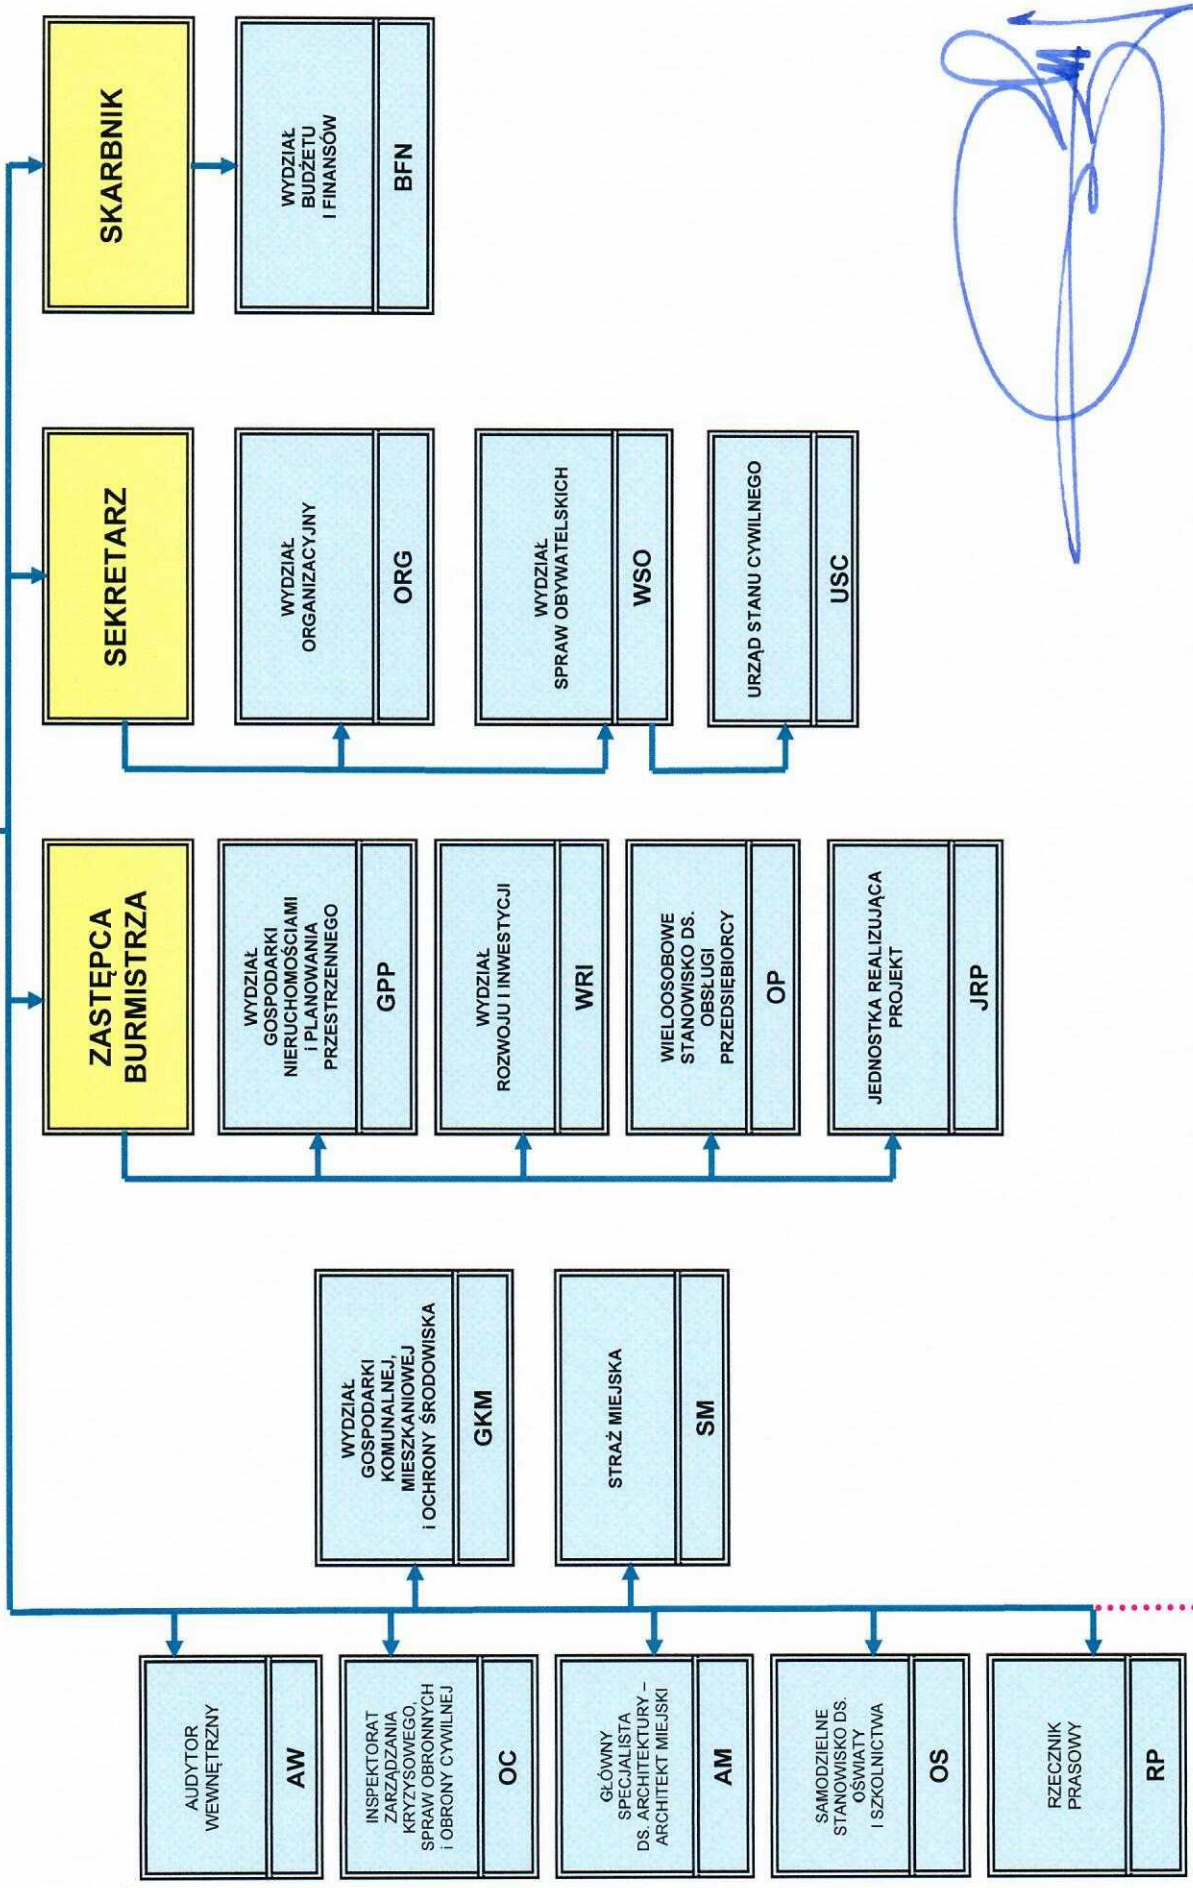 AUDYTOR
WEWNĘTRZNY
AW
INSPEKTORAT
ZARZĄDZANIA
KRYZYSOWEGO,
SPRAW OBRONNYCH
i OBRONY CYWILNEJ
OC
GŁÓWNY
SPECJALISTA
DS. ARCHITEKTURY –
ARCHITEKT MIEJSKI
AM
SAMODZIELNE
STANOWISKO DS.
OŚWIATY
I SZKOLNICTWA
OS
RZECZNIK
PRASOWY
RP
WYDZIAŁ
GOSPODARKI
KOMUNALNEJ,
MIESZKANIOWEJ
i OCHRONY ŚRODOWISKA
GKM
STRAŻ MIEJSKA
SM
ZASTĘPCA
BURMISTRZA
WYDZIAŁ
GOSPODARKI
NIERUCHOMOŚCIAMI
i PLANOWANIA
PRZESTRZENNEGO
GPP
WYDZIAŁ
ROZWOJU I INWESTYCJI
WRI
WIELOOSOBOWE
STANOWISKO DS.
OBSŁUGI
PRZEDSIĘBIORCY
OP
JEDNOSTKA REALIZUJĄCA
PROJEKT
JRP
SEKRETARZ
WYDZIAŁ
ORGANIZACYJNY
ORG
WYDZIAŁ
SPRAW OBYWATELSKICH
WSO
URZĄD STANU CYWILNEGO
USC
SKARBNIK
WYDZIAŁ
BUDŻETU
I FINANSÓW
BFN